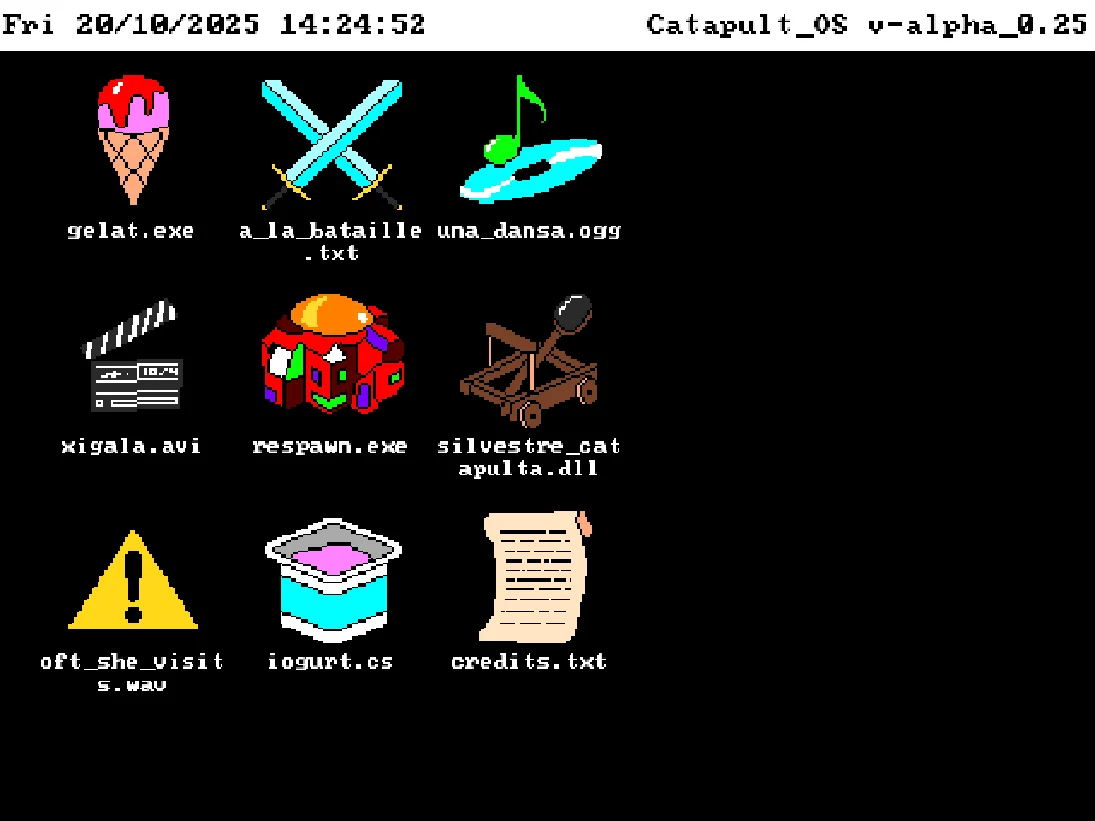 Fri 20/10/2025 14:24:52 Catapult_OS v-alpha_0.25
gelat.exe a_la_bataille una_dansa.ogg
.txt
xigala.avi respawn.exe silvestre_cat
apulta.dll
oft_she_visit iogurt.cs credits.txt
s.wav